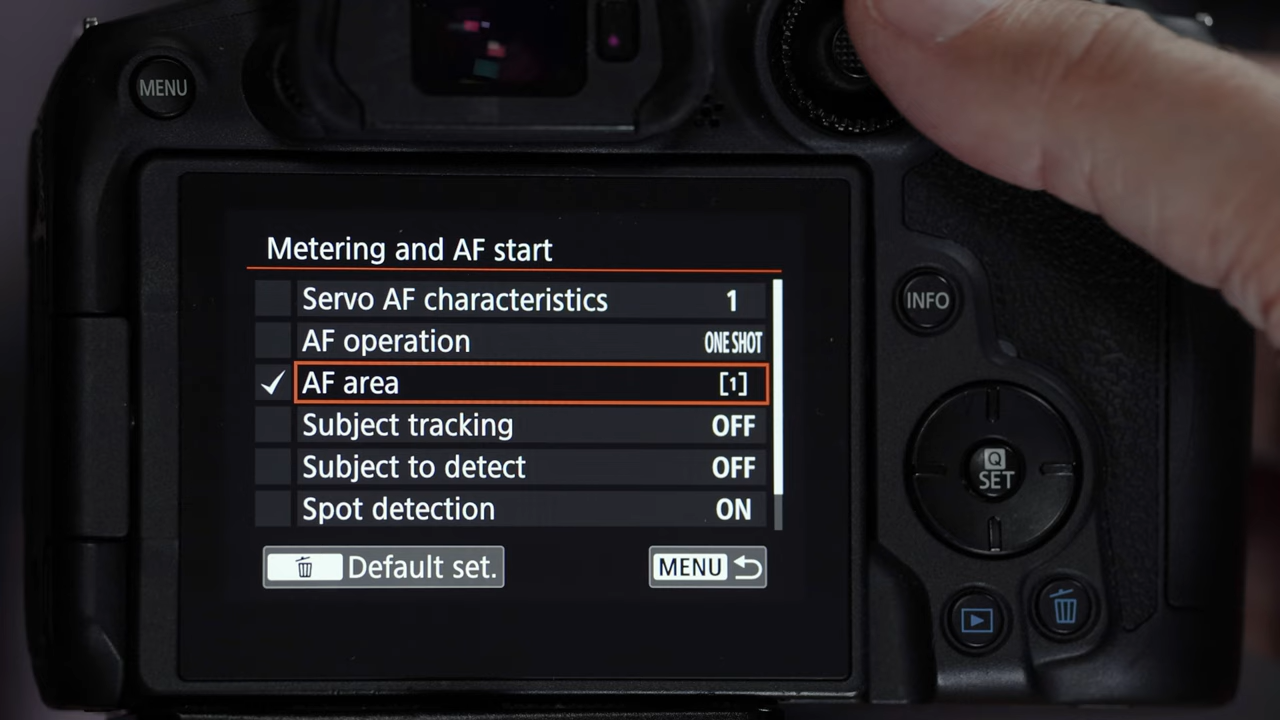 MENU
Metering and AF start
Servo AF characteristics 1
AF operation ONE SHOT
AF area [1]
Subject tracking OFF
Subject to detect OFF
Spot detection ON
Default set. MENU
INFO
Q
SET